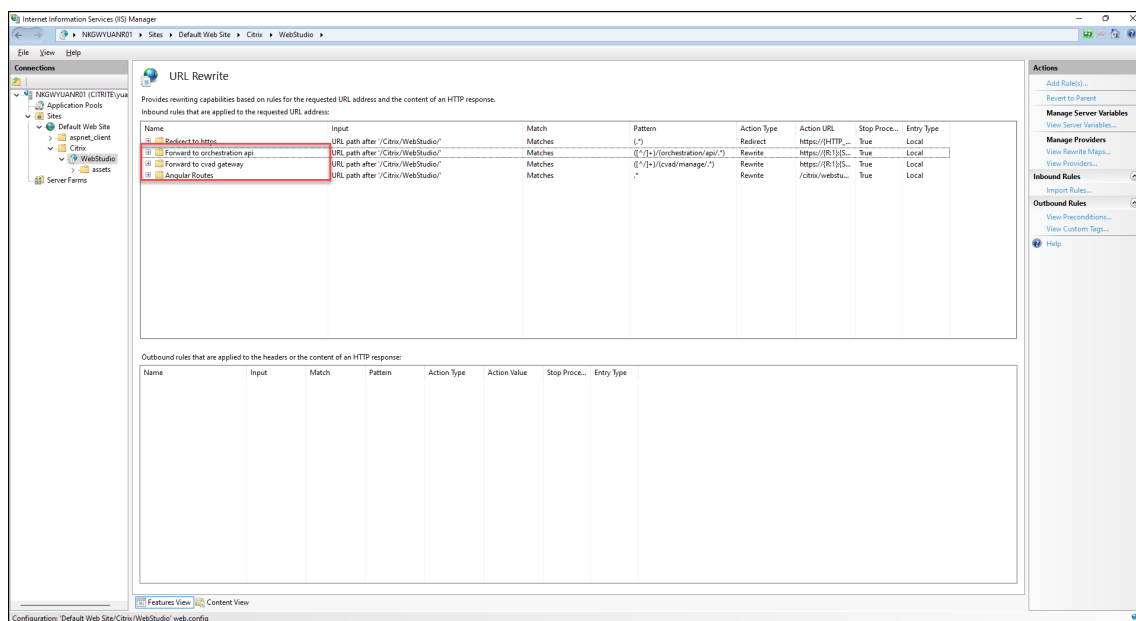 Internet Information Services (IIS) Manager
NKGWYUANR01 Sites Default Web Site Citrix WebStudio
File View Help
Connections
NKGWYUANR01 (CITRITE\yua
Application Pools
Sites
Default Web Site
aspnet_client
Citrix
WebStudio
assets
Server Farms
URL Rewrite
Provides rewriting capabilities based on rules for the requested URL address and the content of an HTTP response.
Inbound rules that are applied to the requested URL address:
Name Input Match Pattern Action Type Action URL Stop Proce... Entry Type
Redirect to https URL path after '/Citrix/WebStudio/' Matches (.*) Redirect https://{HTTP_... True Local
Forward to orchestration api URL path after '/Citrix/WebStudio/' Matches ([^/]+)/(orchestration/api/.*) Rewrite https://{R:1}:{S... True Local
Forward to cvad gateway URL path after '/Citrix/WebStudio/' Matches ([^/]+)/(cvad/manage/.*) Rewrite https://{R:1}:{S... True Local
Angular Routes URL path after '/Citrix/WebStudio/' Matches .* Rewrite /citrix/webstu... True Local
Outbound rules that are applied to the headers or the content of an HTTP response:
Name Input Match Pattern Action Type Action Value Stop Proce... Entry Type
Features View Content View
Configuration: 'Default Web Site/Citrix/WebStudio' web.config
Actions
Add Rule(s)...
Revert to Parent
Manage Server Variables
View Server Variables...
Manage Providers
View Rewrite Maps...
View Providers...
Inbound Rules
Import Rules...
Outbound Rules
View Preconditions...
View Custom Tags...
Help